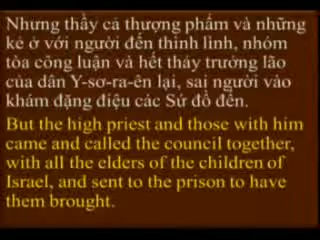 Nhưng thầy cả thượng phẩm và những
kẻ ở với người đến thình lình, nhóm
tòa công luận và hết thảy trưởng lão
của dân Y-sơ-ra-ên lại, sai người vào
khám đặng điệu các Sứ đồ đến.
But the high priest and those with him
came and called the council together,
with all the elders of the children of
Israel, and sent to the prison to have
them brought.